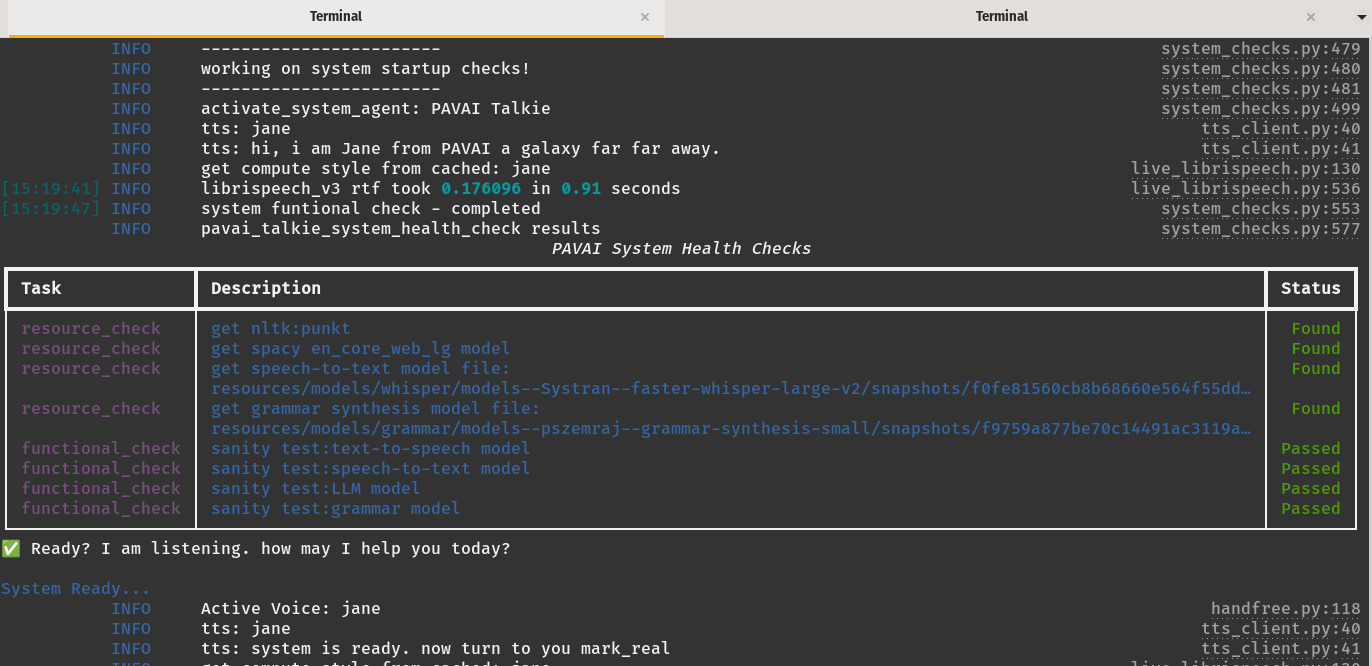 Terminal × Terminal ×
INFO ------------------------ system_checks.py:479
INFO working on system startup checks! system_checks.py:480
INFO ------------------------ system_checks.py:481
INFO activate_system_agent: PAVAI Talkie system_checks.py:499
INFO tts: jane tts_client.py:40
INFO tts: hi, i am Jane from PAVAI a galaxy far far away. tts_client.py:41
INFO get compute style from cached: jane live_librispeech.py:130
[15:19:41] INFO librispeech_v3 rtf took 0.176096 in 0.91 seconds live_librispeech.py:536
[15:19:47] INFO system funtional check - completed system_checks.py:553
INFO pavai_talkie_system_health_check results system_checks.py:577
PAVAI System Health Checks
Task Description Status
resource_check get nltk:punkt Found
resource_check get spacy en_core_web_lg model Found
resource_check get speech-to-text model file: Found
resources/models/whisper/models--Systran--faster-whisper-large-v2/snapshots/f0fe81560cb8b68660e564f55dd…
resource_check get grammar synthesis model file: Found
resources/models/grammar/models--pszemraj--grammar-synthesis-small/snapshots/f9759a877be70c14491ac3119a…
functional_check sanity test:text-to-speech model Passed
functional_check sanity test:speech-to-text model Passed
functional_check sanity test:LLM model Passed
functional_check sanity test:grammar model Passed
✅ Ready? I am listening. how may I help you today?
System Ready...
INFO Active Voice: jane handfree.py:118
INFO tts: jane tts_client.py:40
INFO tts: system is ready. now turn to you mark_real tts_client.py:41
INFO get compute style from cached: jane